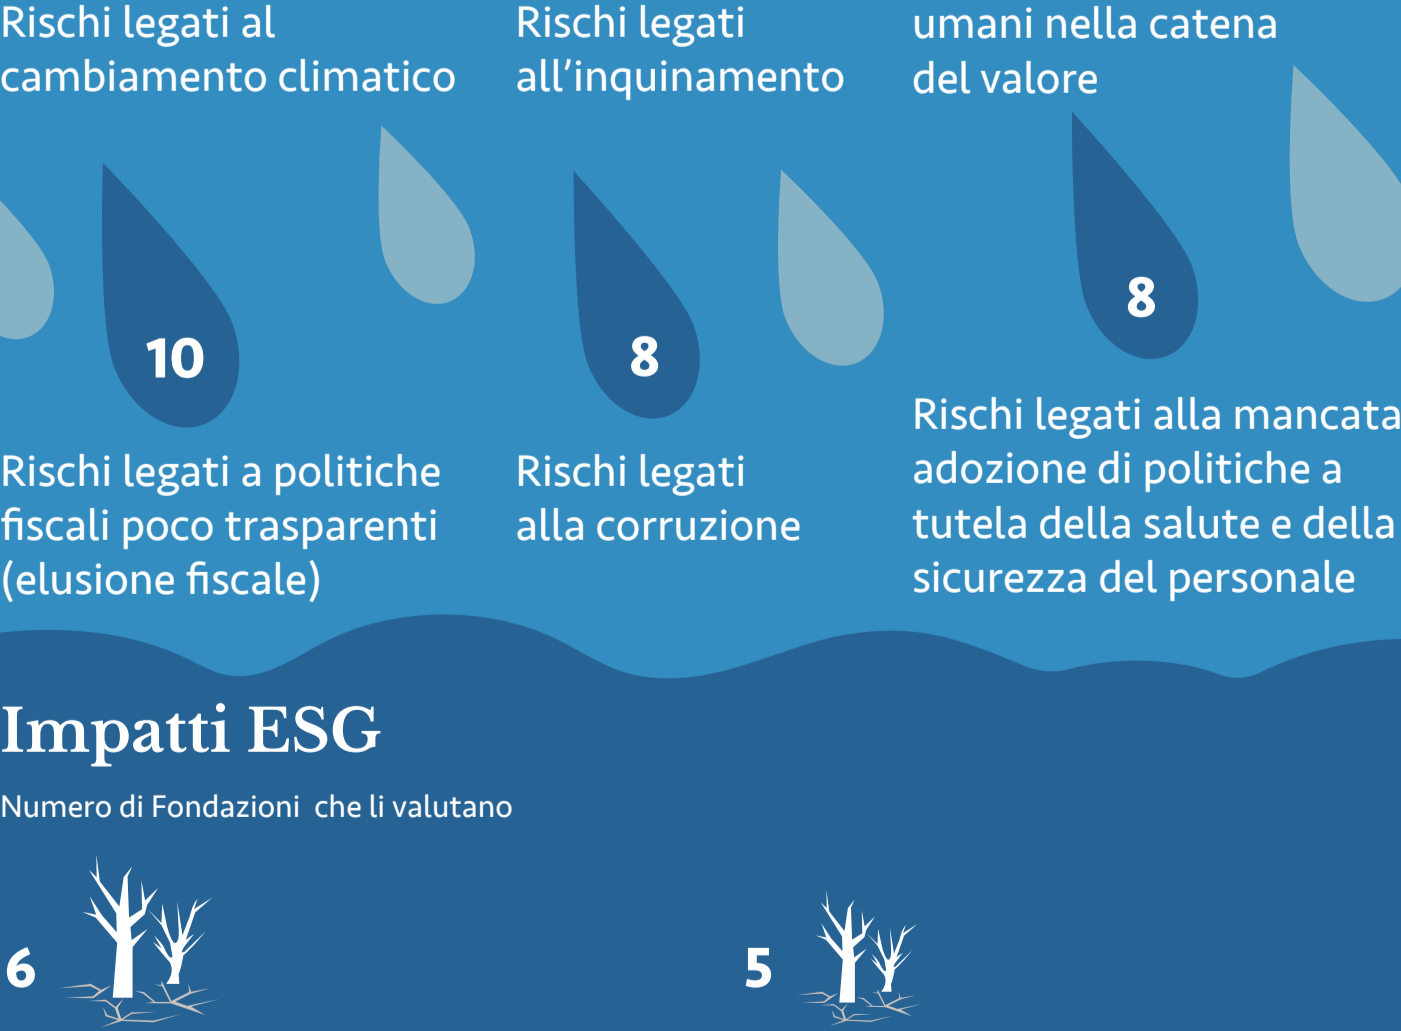 Rischi legati al
cambiamento climatico
Rischi legati
all'inquinamento
umani nella catena
del valore
10
8
8
Rischi legati a politiche
fiscali poco trasparenti
(elusione fiscale)
Rischi legati
alla corruzione
Rischi legati alla mancata
adozione di politiche a
tutela della salute e della
sicurezza del personale
Impatti ESG
Numero di Fondazioni che li valutano
6
5